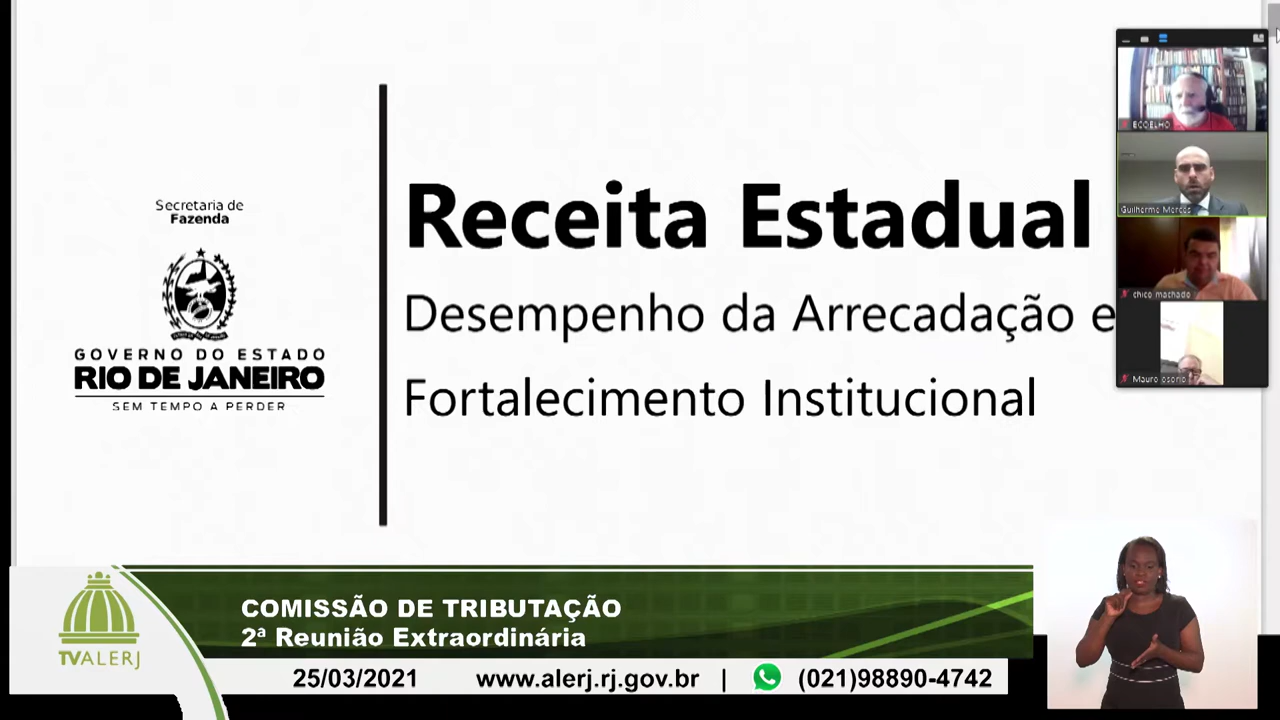 Secretaria de
Fazenda
GOVERNO DO ESTADO
RIO DE JANEIRO
SEM TEMPO A PERDER
Receita Estadual
Desempenho da Arrecadação e
Fortalecimento Institucional
ECOELHO
Guilherme Merces
chico machado
Mauro osorio
TVALERJ
COMISSÃO DE TRIBUTAÇÃO
2ª Reunião Extraordinária
25/03/2021 www.alerj.rj.gov.br | (021)98890-4742